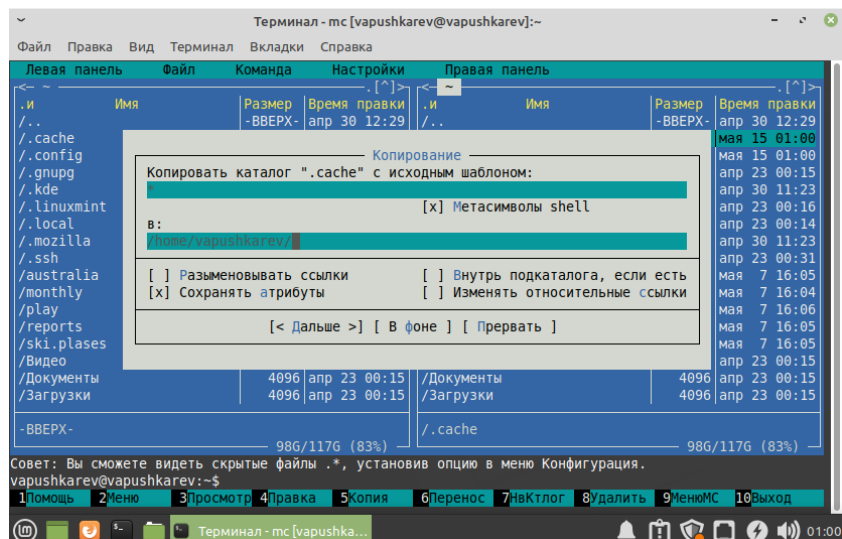 Терминал - mc [vapushkarev@vapushkarev]:~
Файл Правка Вид Терминал Вкладки Справка
Левая панель Файл Команда Настройки Правая панель
<- ~ .[^]> <- ~ .[^]>
.и Имя Размер Время правки .и Имя Размер Время правки
/.. -ВВЕРХ- апр 30 12:29 /.. -ВВЕРХ- апр 30 12:29
/.cache мая 15 01:00
/.config Копирование мая 15 01:00
/.gnupg Копировать каталог ".cache" с исходным шаблоном: апр 23 00:15
/.kde * апр 30 11:23
/.linuxmint [x] Метасимволы shell апр 23 00:16
/.local в: апр 23 00:14
/.mozilla /home/vapushkarev/ апр 30 11:23
/.ssh апр 23 00:31
/australia [ ] Разыменовывать ссылки [ ] Внутрь подкаталога, если есть мая 7 16:05
/monthly [x] Сохранять атрибуты [ ] Изменять относительные ссылки мая 7 16:04
/play мая 7 16:06
/reports [< Дальше >] [ В фоне ] [ Прервать ] мая 7 16:05
/ski.plases мая 7 16:05
/Видео апр 23 00:15
/Документы 4096 апр 23 00:15 /Документы 4096 апр 23 00:15
/Загрузки 4096 апр 23 00:15 /Загрузки 4096 апр 23 00:15
-ВВЕРХ- /.cache
98G/117G (83%) 98G/117G (83%)
Совет: Вы сможете видеть скрытые файлы .*, установив опцию в меню Конфигурация.
vapushkarev@vapushkarev:~$
1Помощь 2Меню 3Просмотр 4Правка 5Копия 6Перенос 7НвКтлог 8Удалить 9МенюМС 10Выход
Терминал - mc [vapushka... 01:00